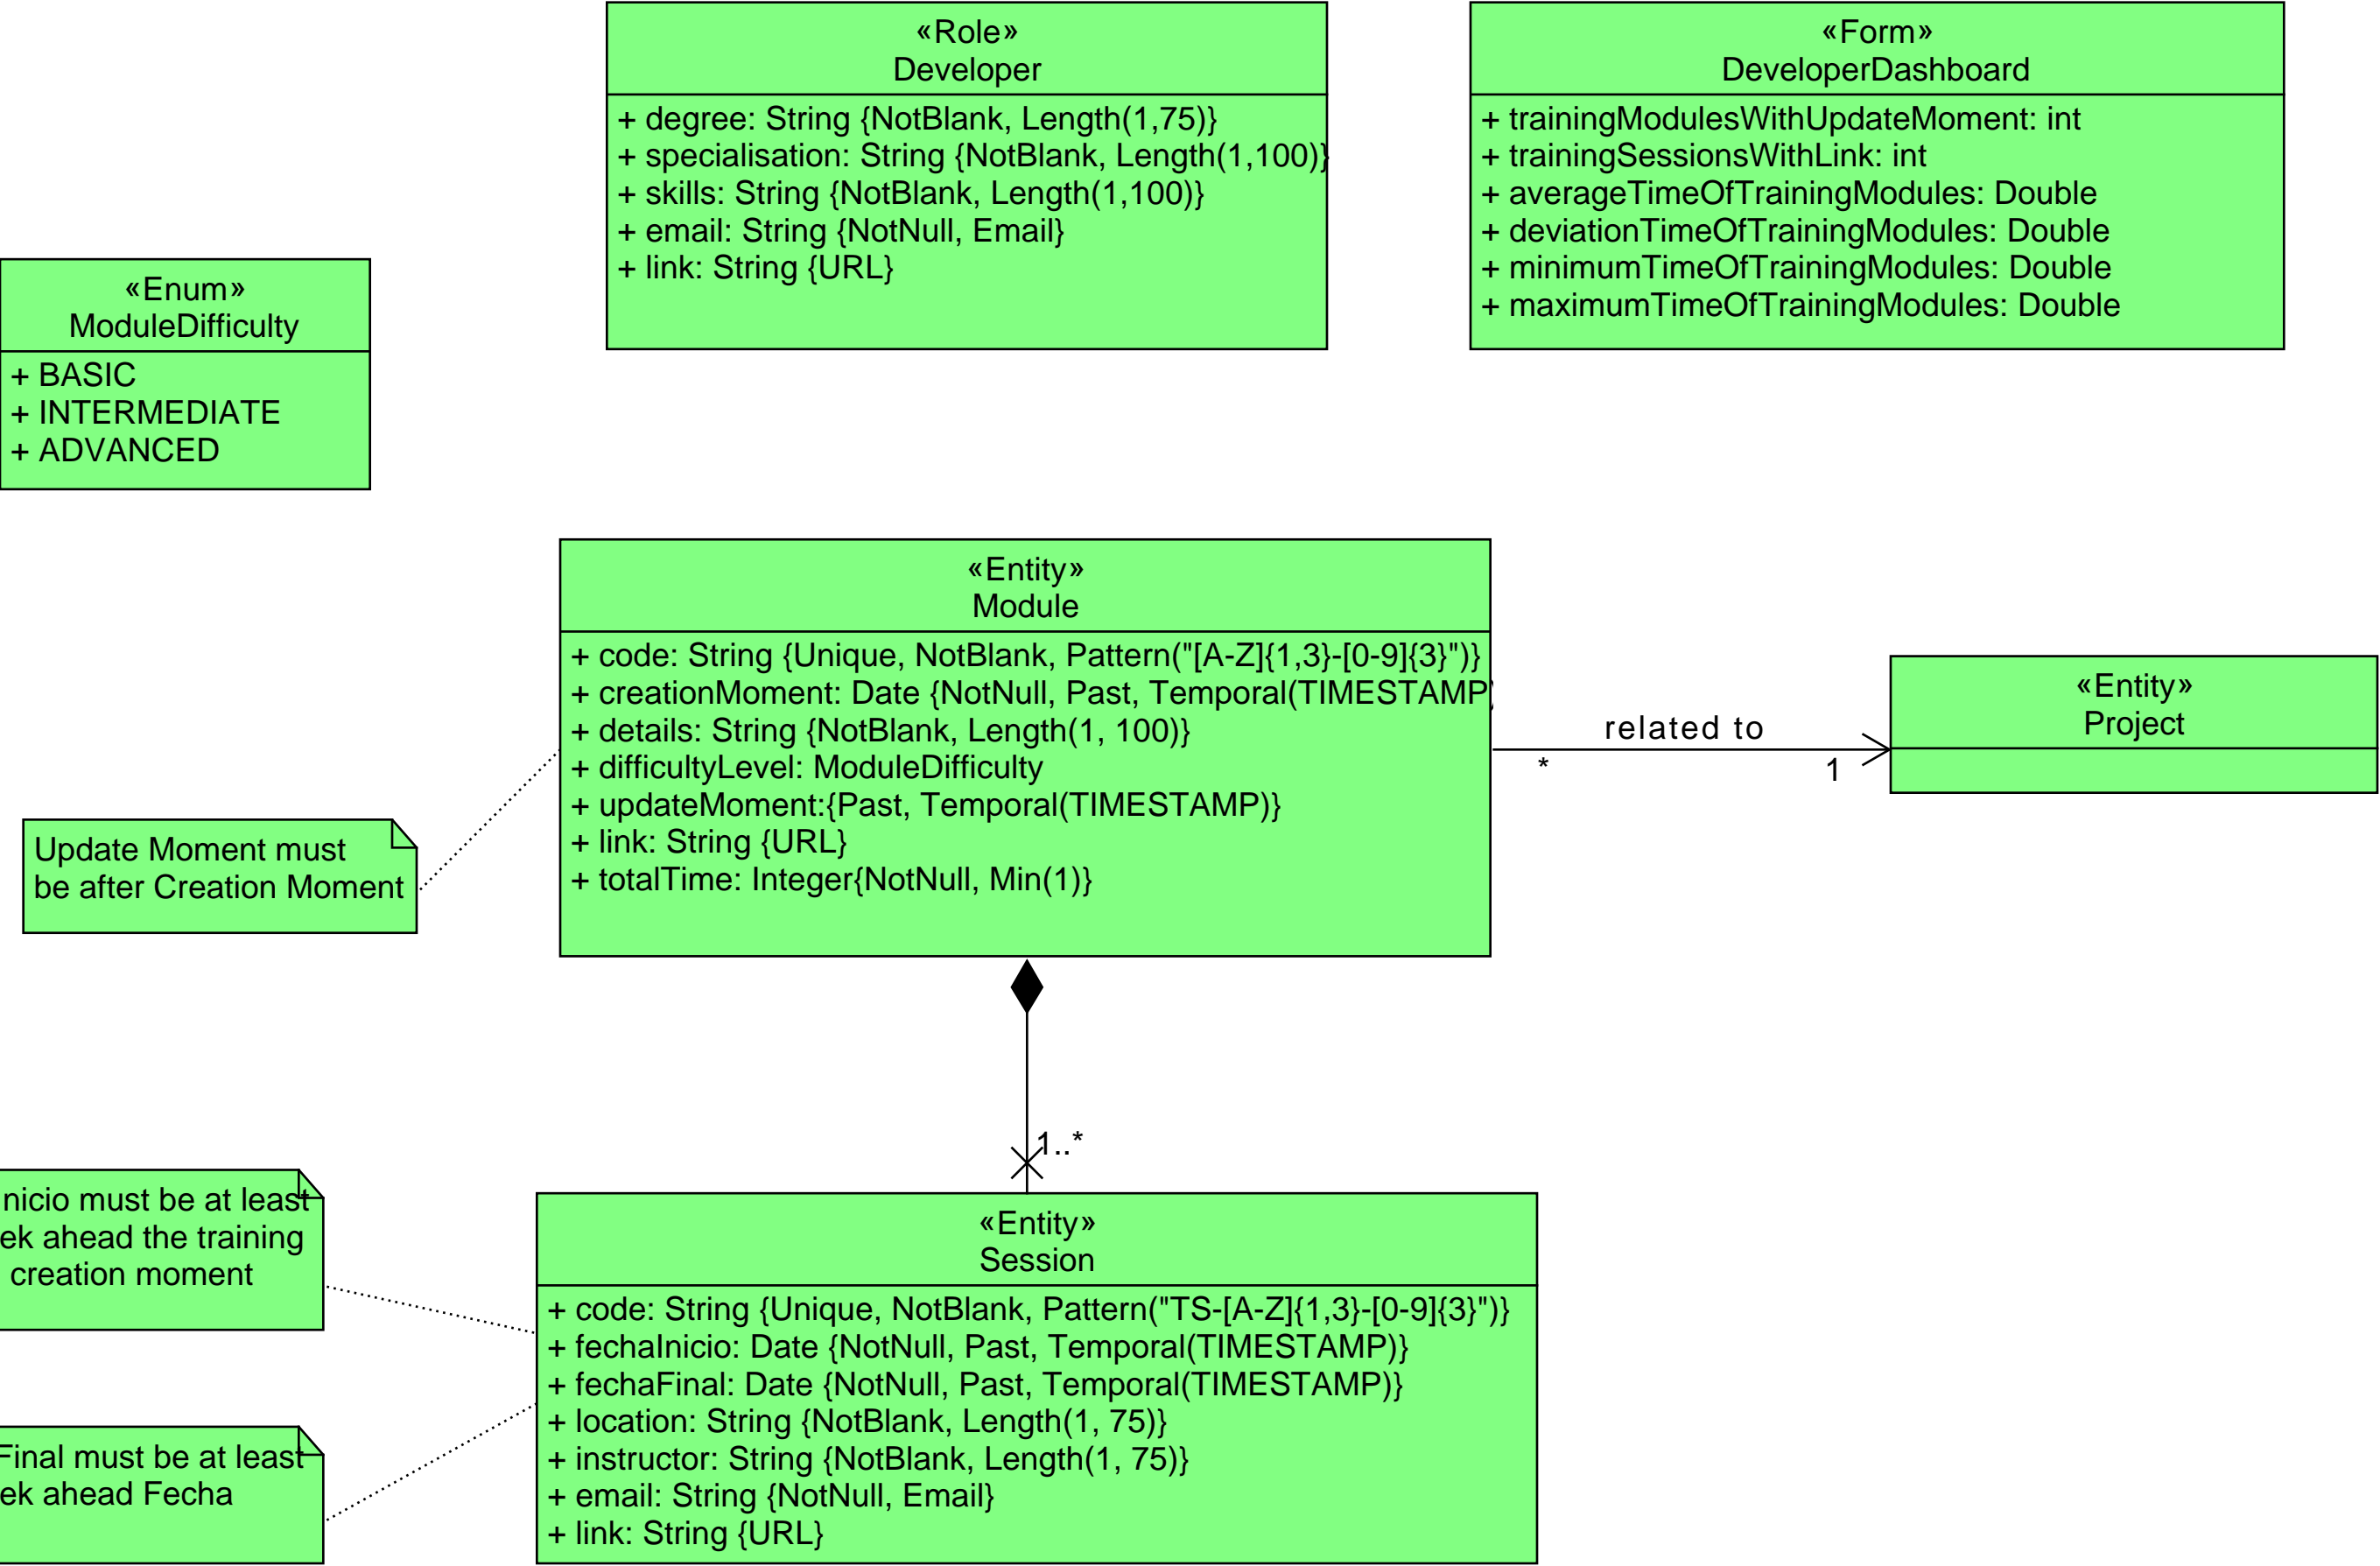 «Role»
Developer
+ degree: String {NotBlank, Length(1,75)}
+ specialisation: String {NotBlank, Length(1,100)}
+ skills: String {NotBlank, Length(1,100)}
+ email: String {NotNull, Email}
+ link: String {URL}
«Form»
DeveloperDashboard
+ trainingModulesWithUpdateMoment: int
+ trainingSessionsWithLink: int
+ averageTimeOfTrainingModules: Double
+ deviationTimeOfTrainingModules: Double
+ minimumTimeOfTrainingModules: Double
+ maximumTimeOfTrainingModules: Double
«Enum»
ModuleDifficulty
+ BASIC
+ INTERMEDIATE
+ ADVANCED
«Entity»
Module
+ code: String {Unique, NotBlank, Pattern("[A-Z]{1,3}-[0-9]{3}")}
+ creationMoment: Date {NotNull, Past, Temporal(TIMESTAMP)
+ details: String {NotBlank, Length(1, 100)}
+ difficultyLevel: ModuleDifficulty
+ updateMoment:{Past, Temporal(TIMESTAMP)}
+ link: String {URL}
+ totalTime: Integer{NotNull, Min(1)}
related to
* 1
«Entity»
Project
Update Moment must
be after Creation Moment
1..*
nicio must be at least
ek ahead the training
creation moment
Final must be at least
ek ahead Fecha
«Entity»
Session
+ code: String {Unique, NotBlank, Pattern("TS-[A-Z]{1,3}-[0-9]{3}")}
+ fechaInicio: Date {NotNull, Past, Temporal(TIMESTAMP)}
+ fechaFinal: Date {NotNull, Past, Temporal(TIMESTAMP)}
+ location: String {NotBlank, Length(1, 75)}
+ instructor: String {NotBlank, Length(1, 75)}
+ email: String {NotNull, Email}
+ link: String {URL}